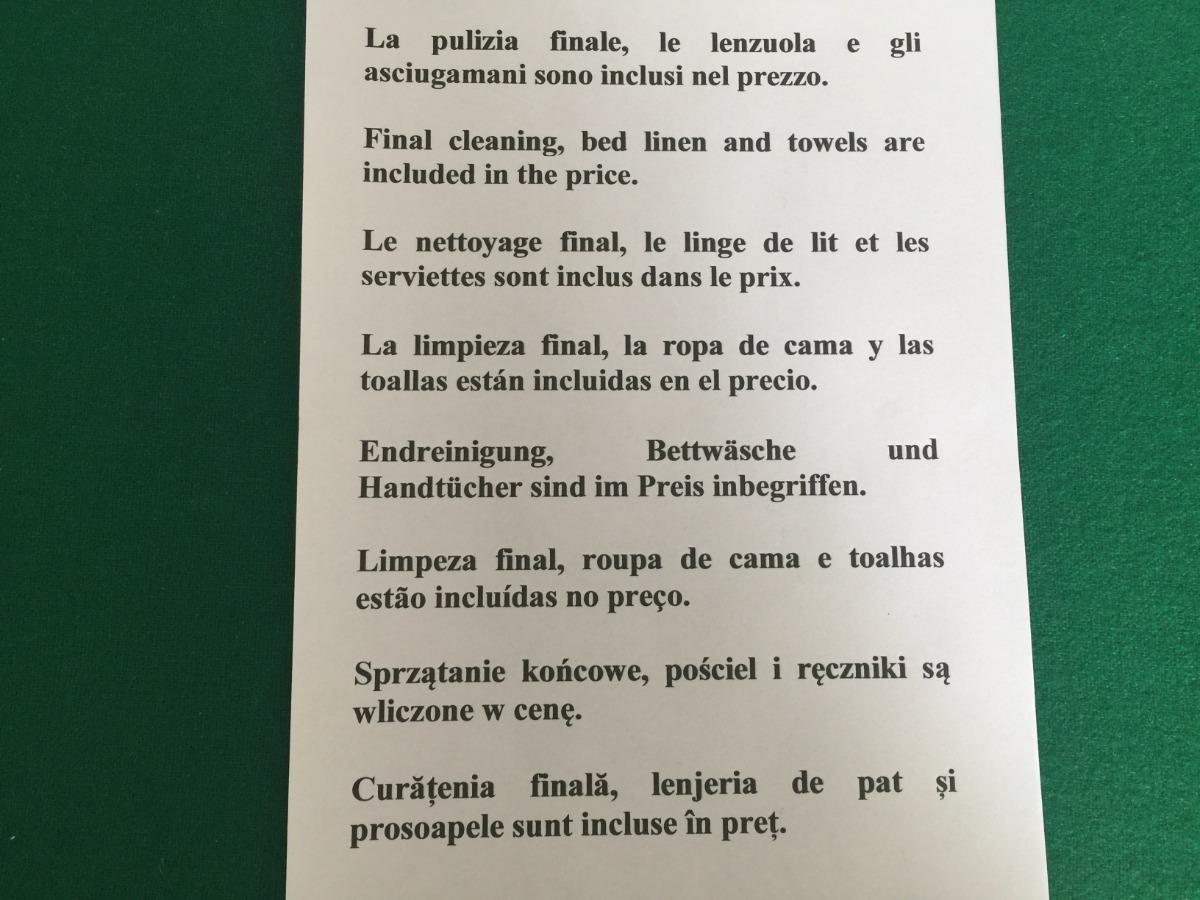 La pulizia finale, le lenzuola e gli
asciugamani sono inclusi nel prezzo.
Final cleaning, bed linen and towels are
included in the price.
Le nettoyage final, le linge de lit et les
serviettes sont inclus dans le prix.
La limpieza final, la ropa de cama y las
toallas están incluidas en el precio.
Endreinigung, Bettwäsche und
Handtücher sind im Preis inbegriffen.
Limpeza final, roupa de cama e toalhas
estão incluídas no preço.
Sprzątanie końcowe, pościel i ręczniki są
wliczone w cenę.
Curățenia finală, lenjeria de pat și
prosoapele sunt incluse în preț.